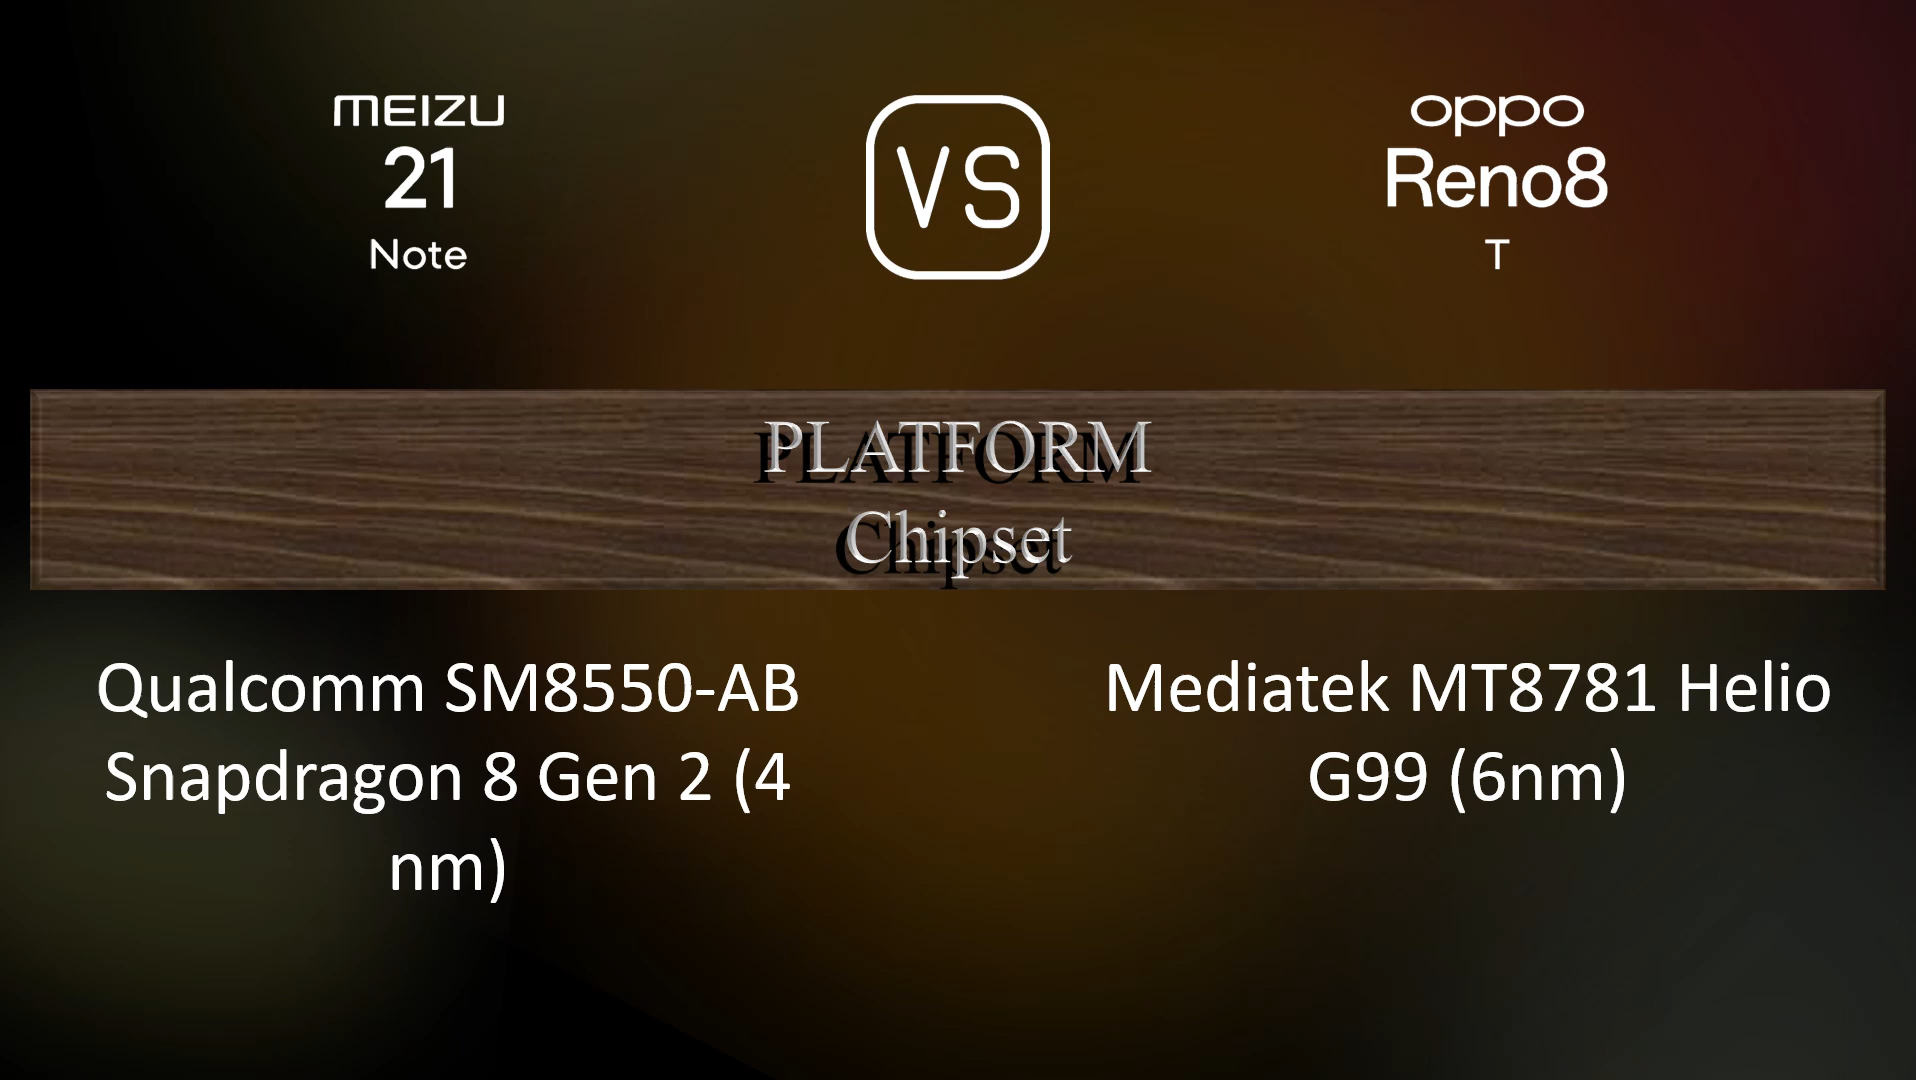 MEIZU
21
Note
VS
oppo
Reno8
T
PLATFORM
Chipset
Qualcomm SM8550-AB
Snapdragon 8 Gen 2 (4
nm)
Mediatek MT8781 Helio
G99 (6nm)